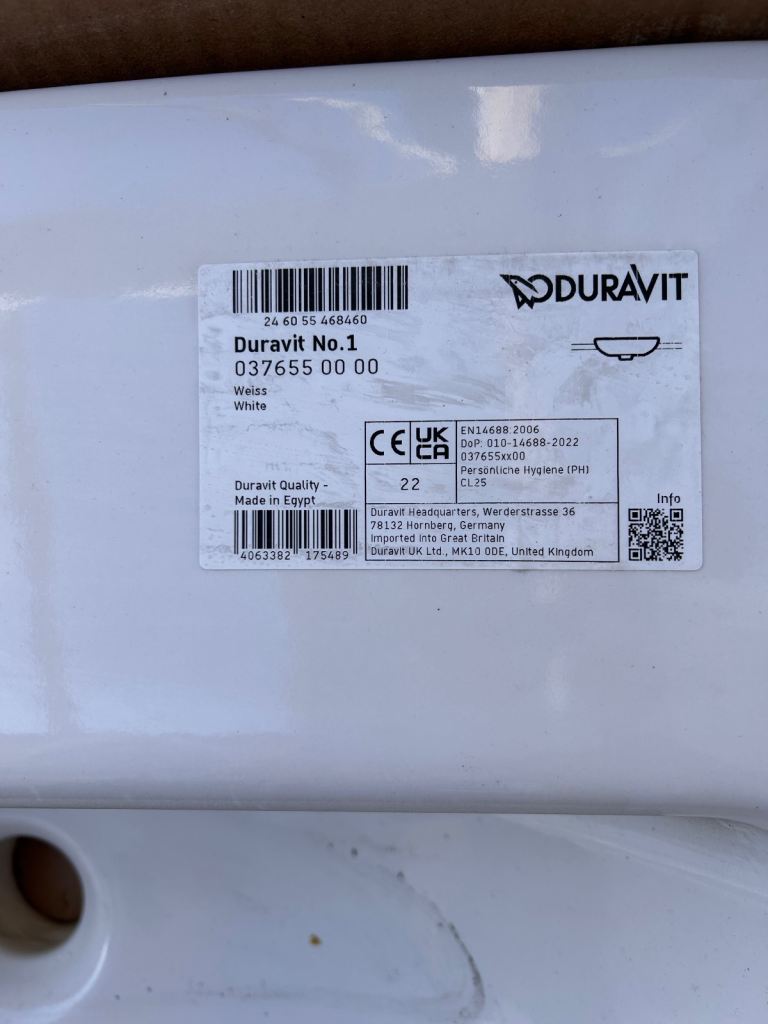 24 60 55 468460
DURAVIT
Duravit No.1
037655 00 00
Weiss
White
CE
UK
CA
22
EN14688:2006
DoP: 010-14688-2022
037655xx00
Persönliche Hygiene (PH)
CL25
Duravit Quality -
Made in Egypt
4063382 175489
Duravit Headquarters, Werderstrasse 36
78132 Hornberg, Germany
Imported into Great Britain
Duravit UK Ltd., MK10 0DE, United Kingdom
Info